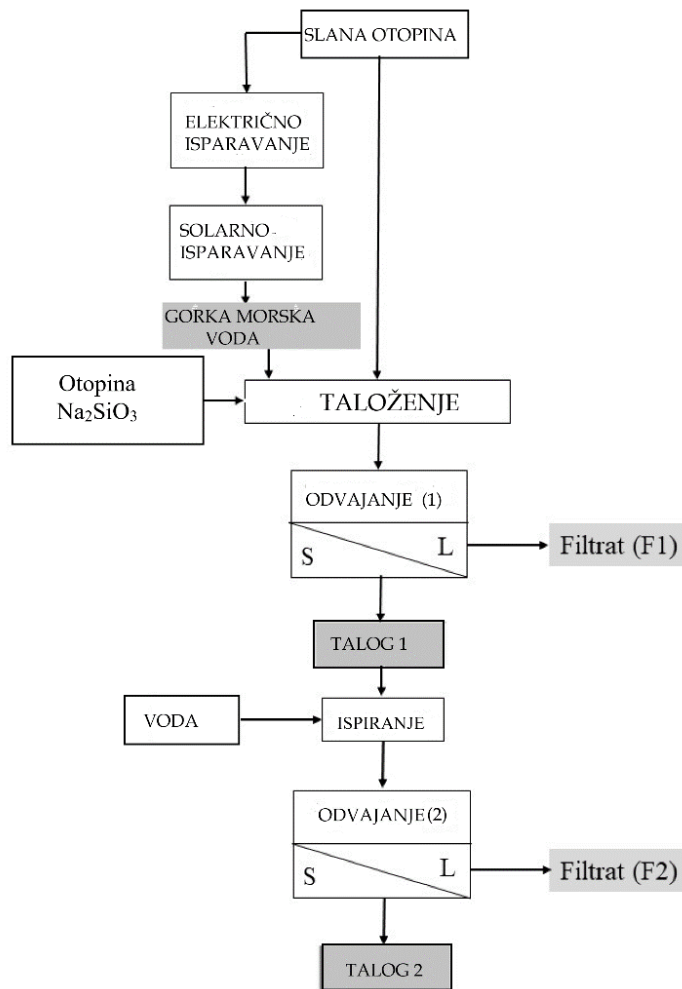 SLANA OTOPINA
ELEKTRIČNO
ISPARAVANJE
SOLARNO-
ISPARAVANJE
GORKA MORSKA
VODA
Otopina
Na₂SiO₃
TALOŽENJE
ODVAJANJE (1)
S
L
Filtrat (F1)
TALOG 1
VODA
ISPIRANJE
ODVAJANJE(2)
S
L
Filtrat (F2)
TALOG 2